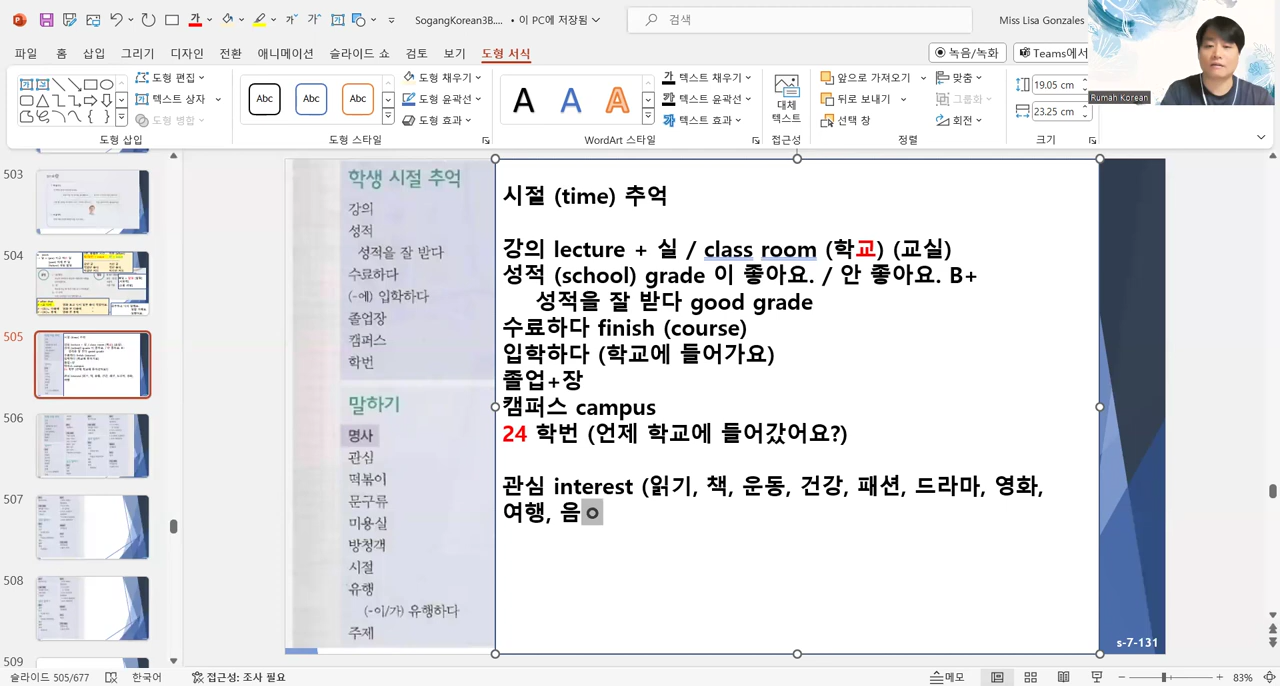 SogangKorean3B.... • 이 PC에 저장됨
검색
Miss Lisa Gonzales
파일 홈 삽입 그리기 디자인 전환 애니메이션 슬라이드 쇼 검토 보기 도형 서식
녹음/녹화 Teams에서
Rumah Korean
도형 편집
텍스트 상자
도형 병합
도형 삽입
Abc Abc Abc
도형 채우기
도형 윤곽선
도형 효과
도형 스타일
A A A
텍스트 채우기
텍스트 윤곽선
텍스트 효과
WordArt 스타일
대체
텍스트
접근성
앞으로 가져오기
뒤로 보내기
선택 창
맞춤
그룹화
회전
정렬
19.05 cm
23.25 cm
크기
503
504
505
506
507
508
509
학생 시절 추억
강의
성적
성적을 잘 받다
수료하다
(-에) 입학하다
졸업장
캠퍼스
학번
말하기
명사
관심
떡볶이
문구류
미용실
방청객
시절
유행
(-이/가) 유행하다
주제
시절 (time) 추억
강의 lecture + 실 / class room (학교) (교실)
성적 (school) grade 이 좋아요. / 안 좋아요. B+
성적을 잘 받다 good grade
수료하다 finish (course)
입학하다 (학교에 들어가요)
졸업+장
캠퍼스 campus
24 학번 (언제 학교에 들어갔어요?)
관심 interest (읽기, 책, 운동, 건강, 패션, 드라마, 영화,
여행, 음ㅇ
s-7-131
슬라이드 505/677 한국어 접근성: 조사 필요
메모
83%